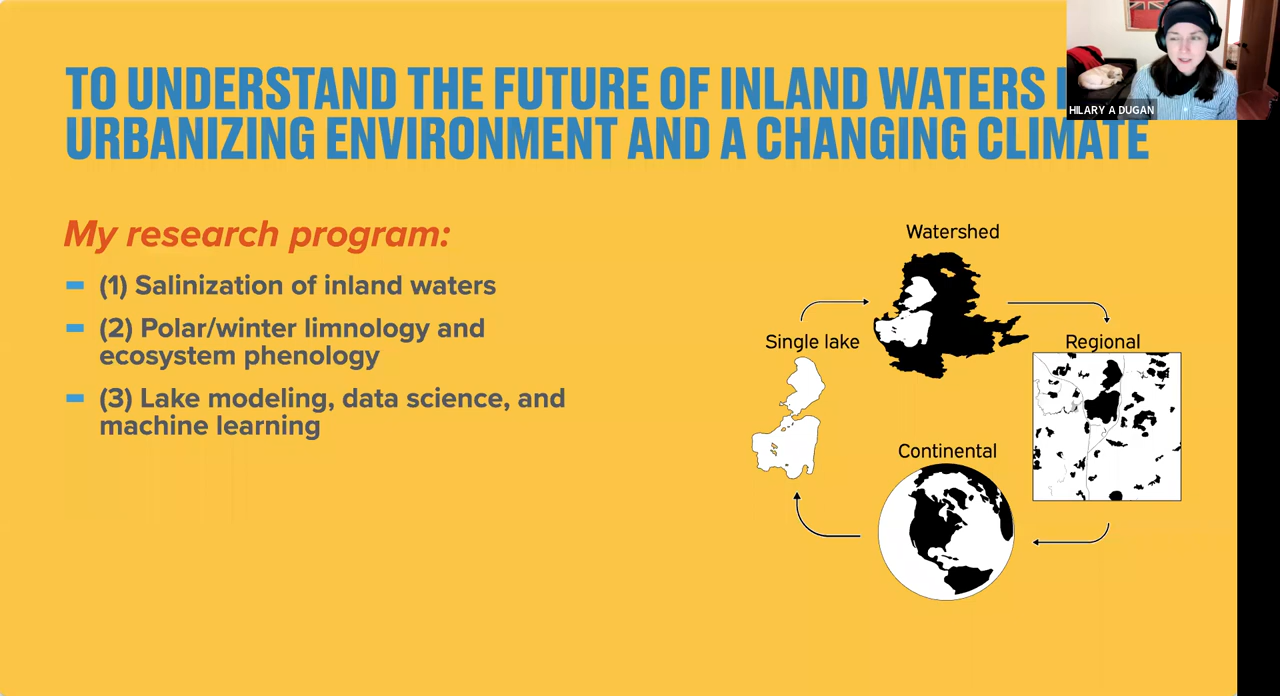 TO UNDERSTAND THE FUTURE OF INLAND WATERS
URBANIZING ENVIRONMENT AND A CHANGING CLIMATE
HILARY A DUGAN
My research program:
(1) Salinization of inland waters
(2) Polar/winter limnology and
ecosystem phenology
(3) Lake modeling, data science, and
machine learning
Watershed
Single lake
Regional
Continental